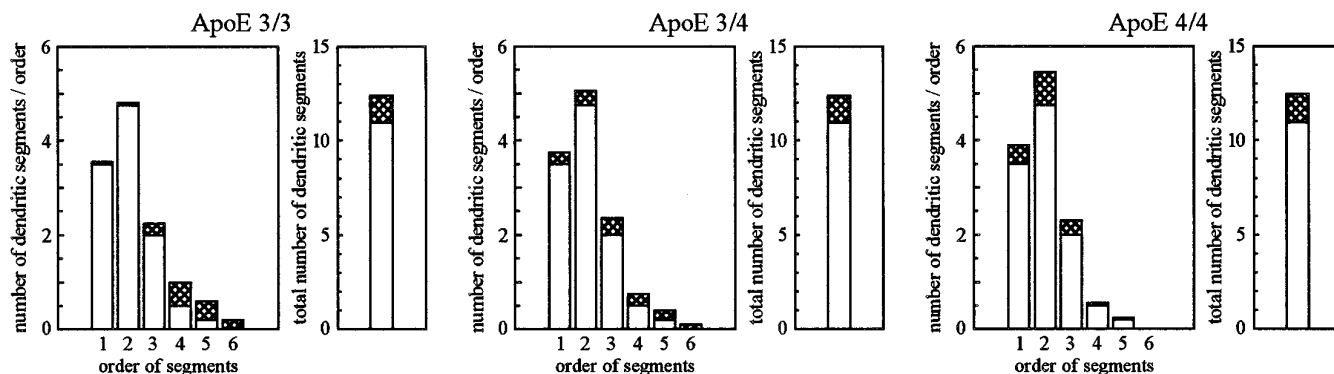 ApoE 3/3
number of dendritic segments / order
6
4
2
0
1 2 3 4 5 6
order of segments
total number of dendritic segments
15
10
5
0
ApoE 3/4
number of dendritic segments / order
6
4
2
0
1 2 3 4 5 6
order of segments
total number of dendritic segments
15
10
5
0
ApoE 4/4
number of dendritic segments / order
6
4
2
0
1 2 3 4 5 6
order of segments
total number of dendritic segments
15
10
5
0